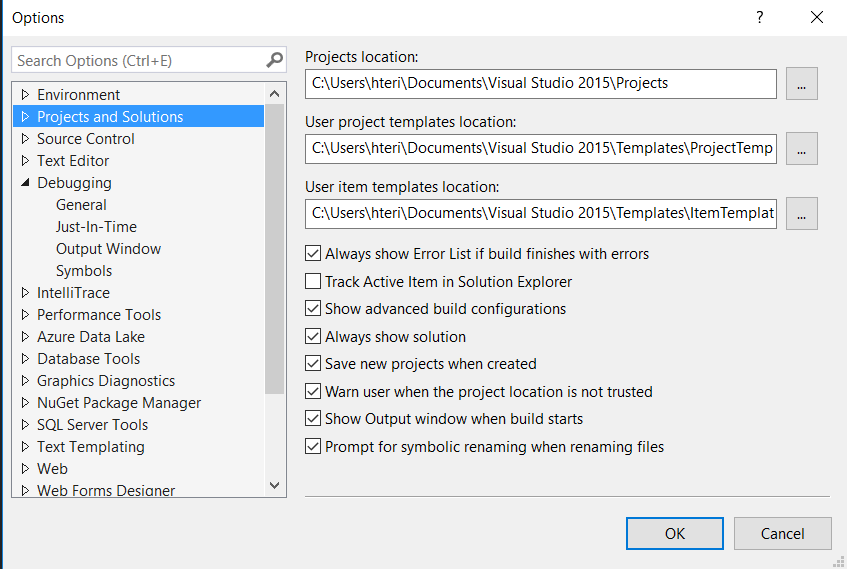 Options
?
Search Options (Ctrl+E)
Environment
Projects and Solutions
Source Control
Text Editor
Debugging
General
Just-In-Time
Output Window
Symbols
IntelliTrace
Performance Tools
Azure Data Lake
Database Tools
Graphics Diagnostics
NuGet Package Manager
SQL Server Tools
Text Templating
Web
Web Forms Designer
Projects location:
C:\Users\hteri\Documents\Visual Studio 2015\Projects
...
User project templates location:
C:\Users\hteri\Documents\Visual Studio 2015\Templates\ProjectTemp
...
User item templates location:
C:\Users\hteri\Documents\Visual Studio 2015\Templates\ItemTemplat
...
Always show Error List if build finishes with errors
Track Active Item in Solution Explorer
Show advanced build configurations
Always show solution
Save new projects when created
Warn user when the project location is not trusted
Show Output window when build starts
Prompt for symbolic renaming when renaming files
OK
Cancel